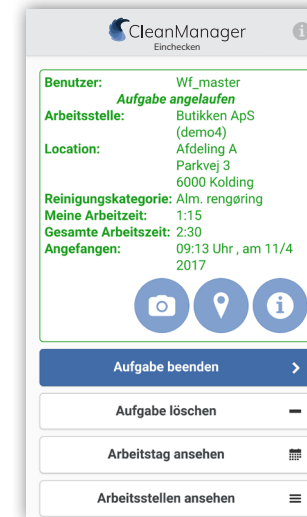 CleanManager
Einchecken
Benutzer: Wf_master
Aufgabe angelaufen
Arbeitsstelle: Butikken ApS
(demo4)
Location: Afdeling A
Parkvej 3
6000 Kolding
Reinigungskategorie: Alm. rengøring
Meine Arbeitzeit: 1:15
Gesamte Arbeitszeit: 2:30
Angefangen: 09:13 Uhr , am 11/4
2017
Aufgabe beenden
Aufgabe löschen
Arbeitstag ansehen
Arbeitsstellen ansehen